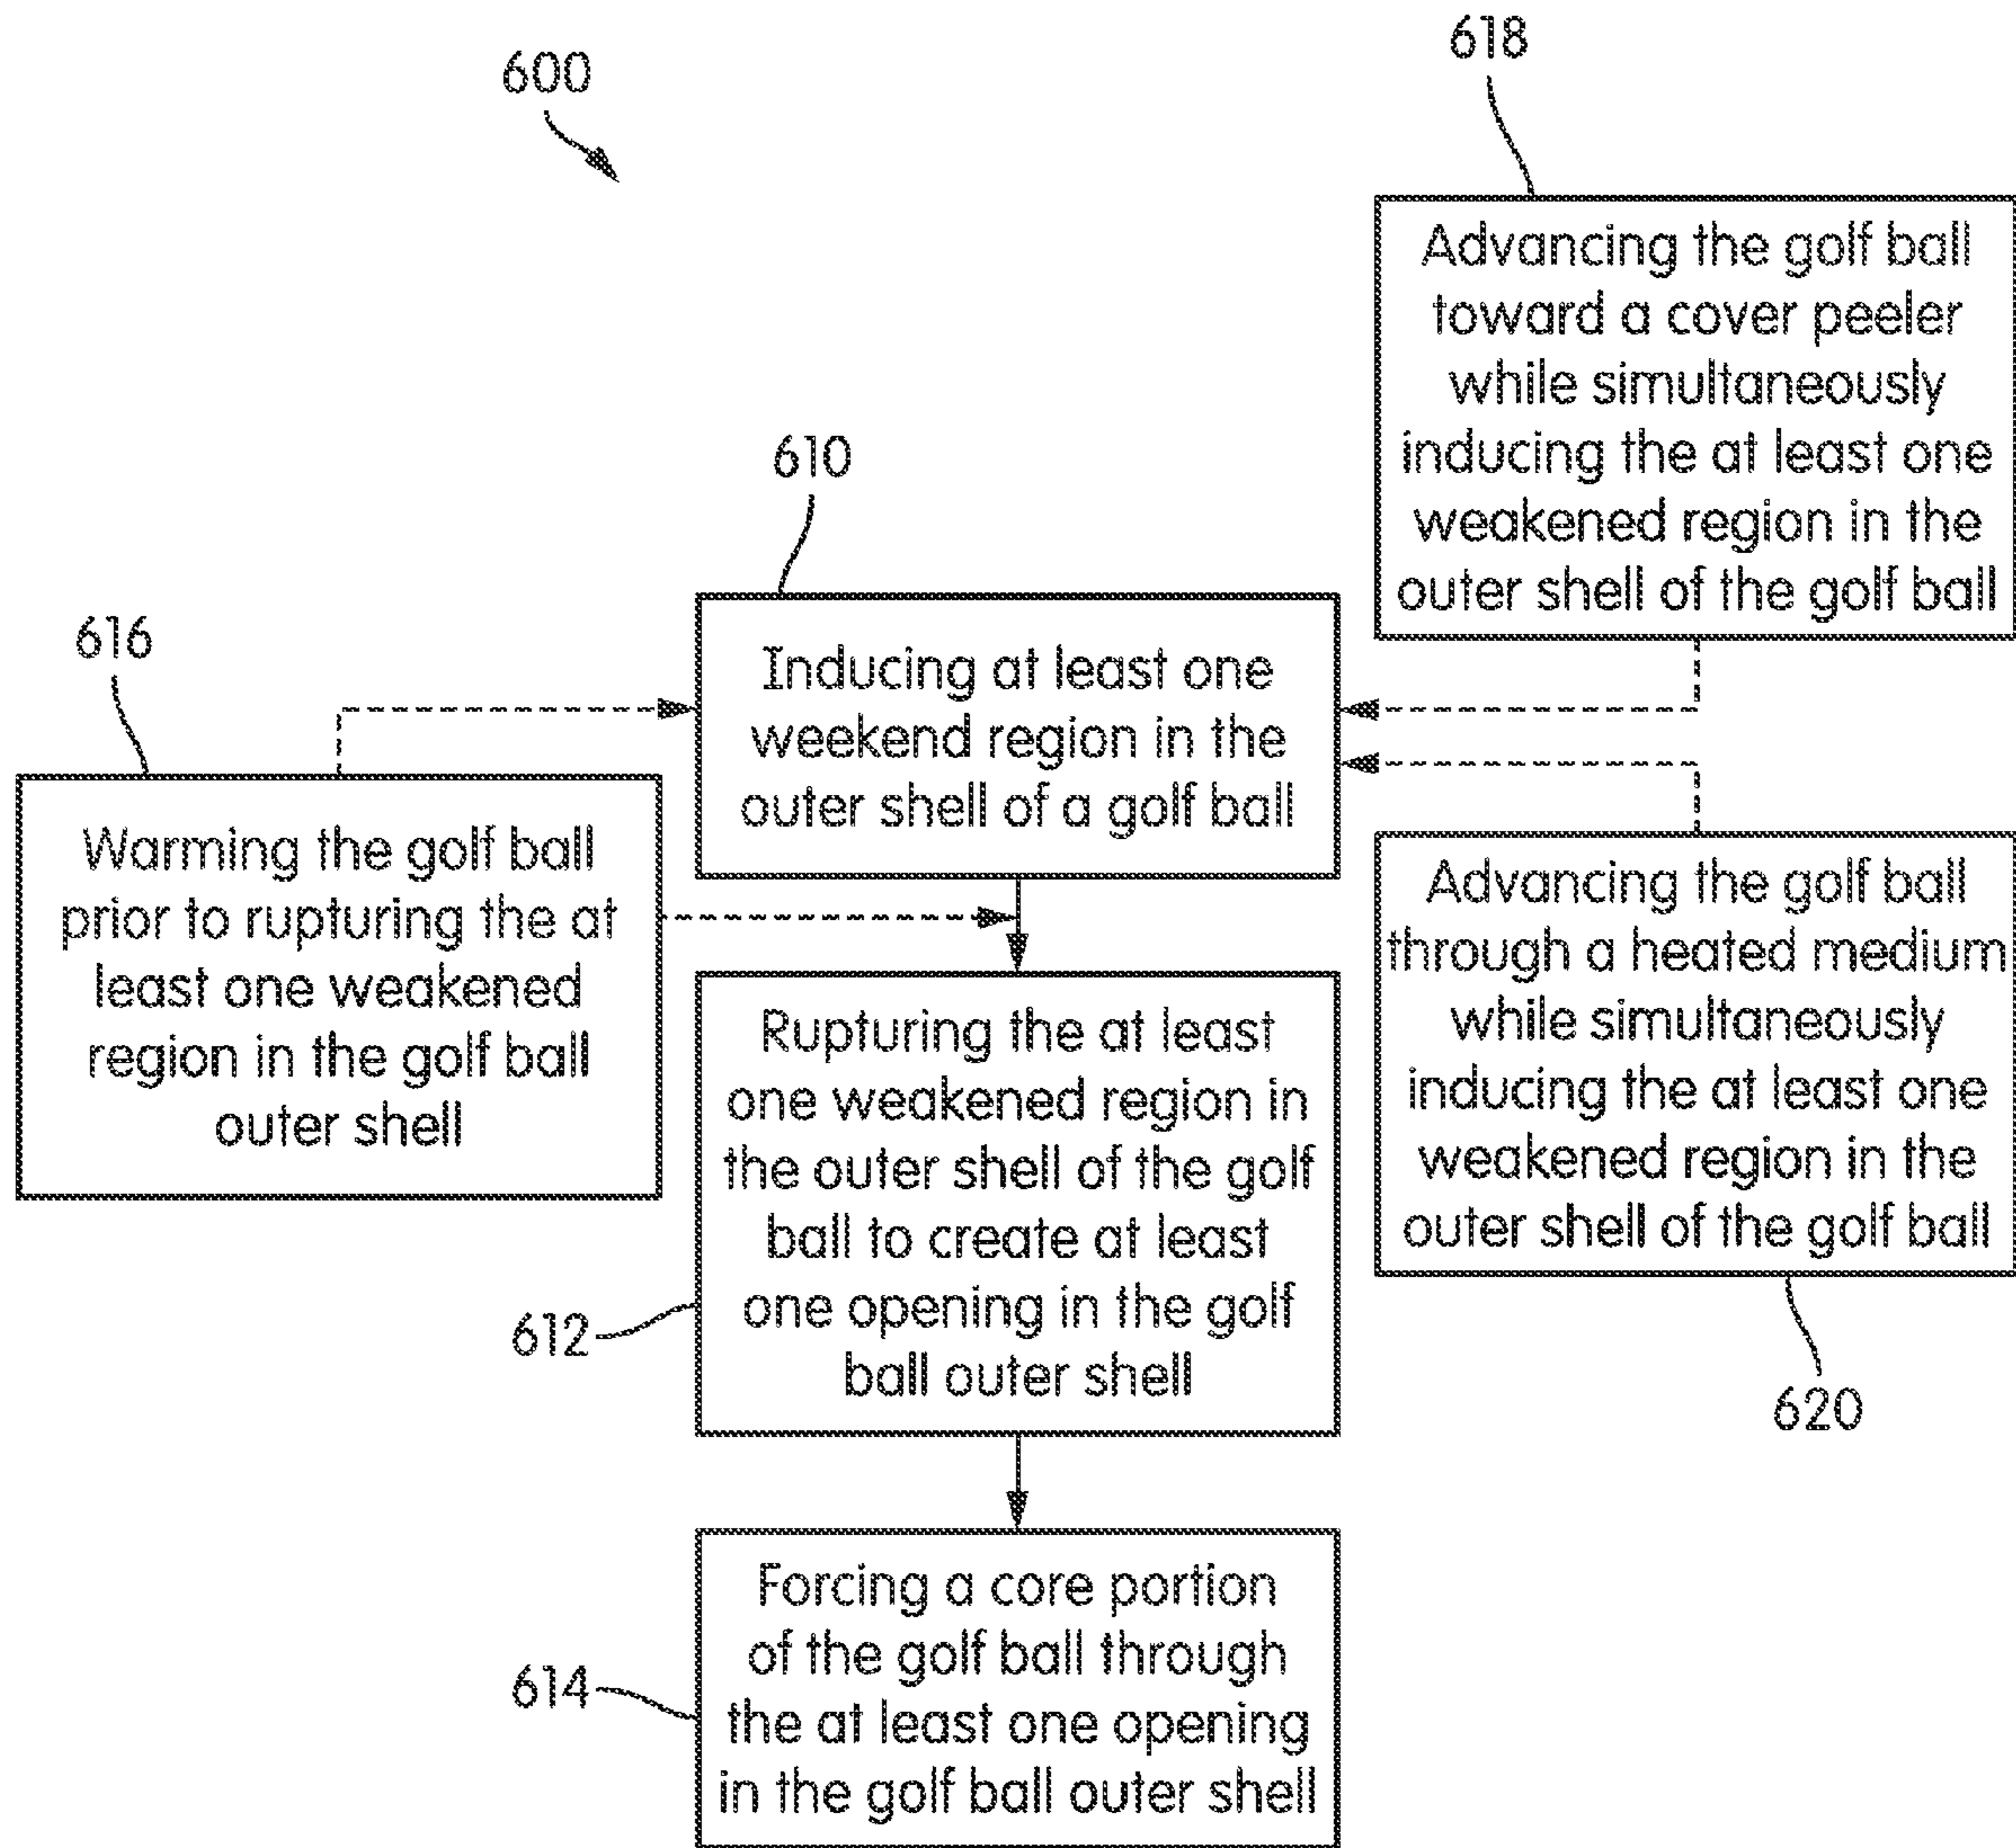 600
618
Advancing the golf ball
toward a cover peeler
while simultaneously
inducing the at least one
weakened region in the
outer shell of the golf ball
610
Inducing at least one
weekend region in the
outer shell of a golf ball
616
Warming the golf ball
prior to rupturing the at
least one weakened
region in the golf ball
outer shell
Advancing the golf ball
through a heated medium
while simultaneously
inducing the at least one
weakened region in the
outer shell of the golf ball
620
Rupturing the at least
one weakened region in
the outer shell of the golf
ball to create at least
one opening in the golf
ball outer shell
612
Forcing a core portion
of the golf ball through
the at least one opening
in the golf ball outer shell
614